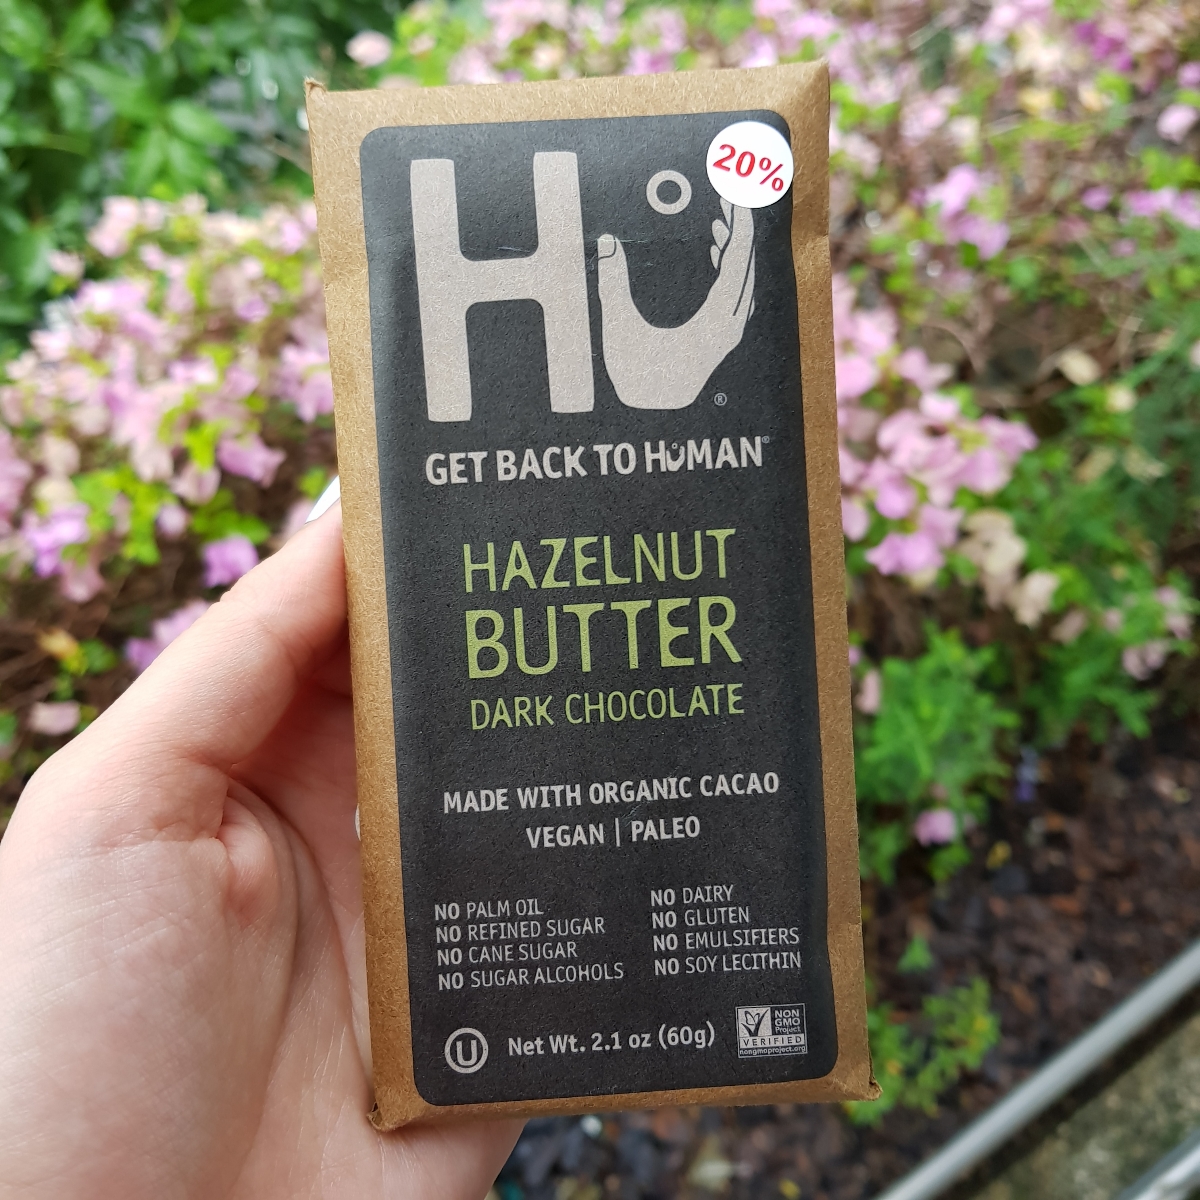 HU
20%
®
GET BACK TO HUMAN®
HAZELNUT
BUTTER
DARK CHOCOLATE
MADE WITH ORGANIC CACAO
VEGAN | PALEO
NO PALM OIL
NO REFINED SUGAR
NO CANE SUGAR
NO SUGAR ALCOHOLS
NO DAIRY
NO GLUTEN
NO EMULSIFIERS
NO SOY LECITHIN
U
Net Wt. 2.1 oz (60g)
NON
GMO
Project
VERIFIED
nongmoproject.org